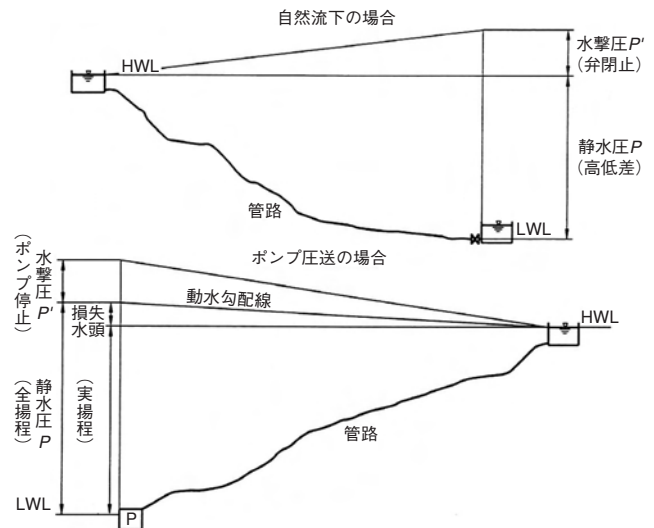 自然流下の場合
HWL
水撃圧P'
(弁閉止)
静水圧P
(高低差)
管路
LWL
ポンプ圧送の場合
水撃圧P'
(ポンプ停止)
動水勾配線
損失
水頭
HWL
静水圧P
(全揚程)
(実揚程)
管路
LWL
P